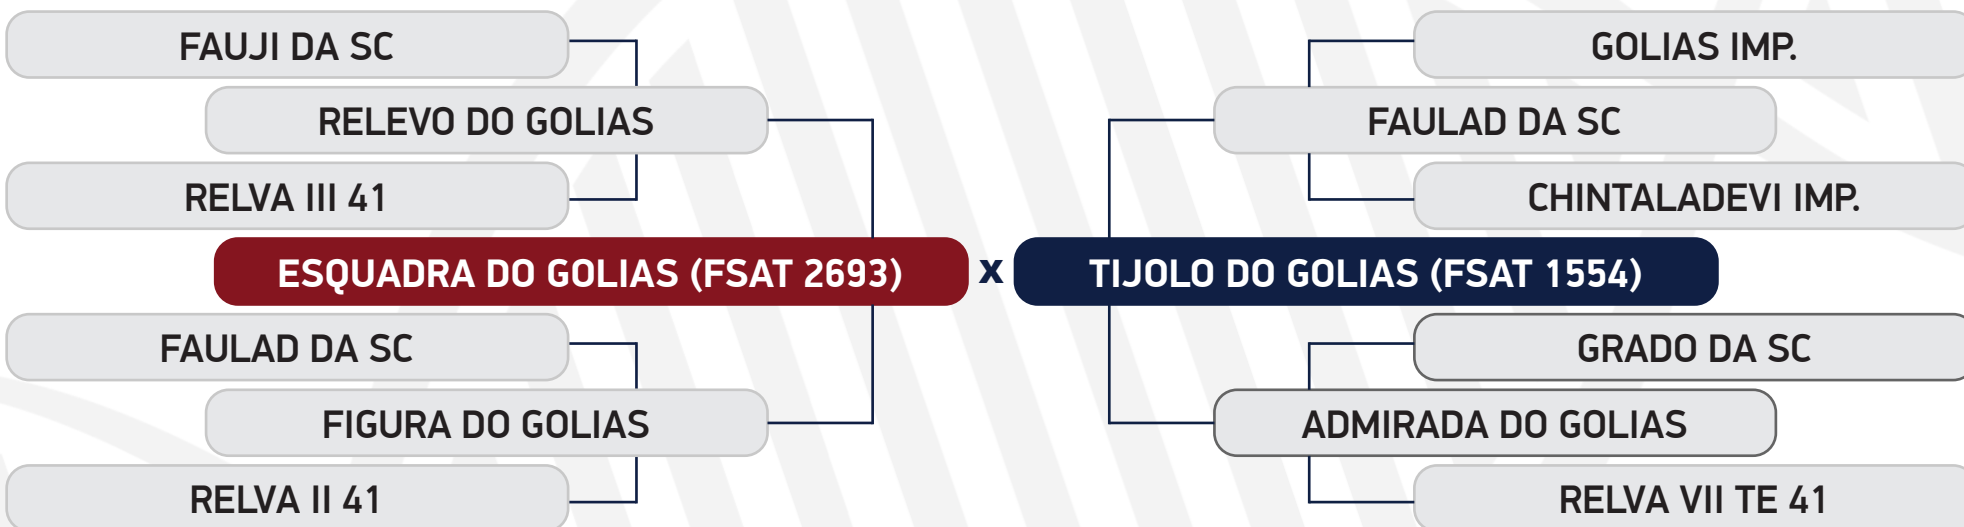 FAUJI DA SC
GOLIAS IMP.
RELEVO DO GOLIAS
FAULAD DA SC
RELVA III 41
CHINTALADEVI IMP.
ESQUADRA DO GOLIAS (FSAT 2693) x TIJOLO DO GOLIAS (FSAT 1554)
FAULAD DA SC
GRADO DA SC
FIGURA DO GOLIAS
ADMIRADA DO GOLIAS
RELVA II 41
RELVA VII TE 41